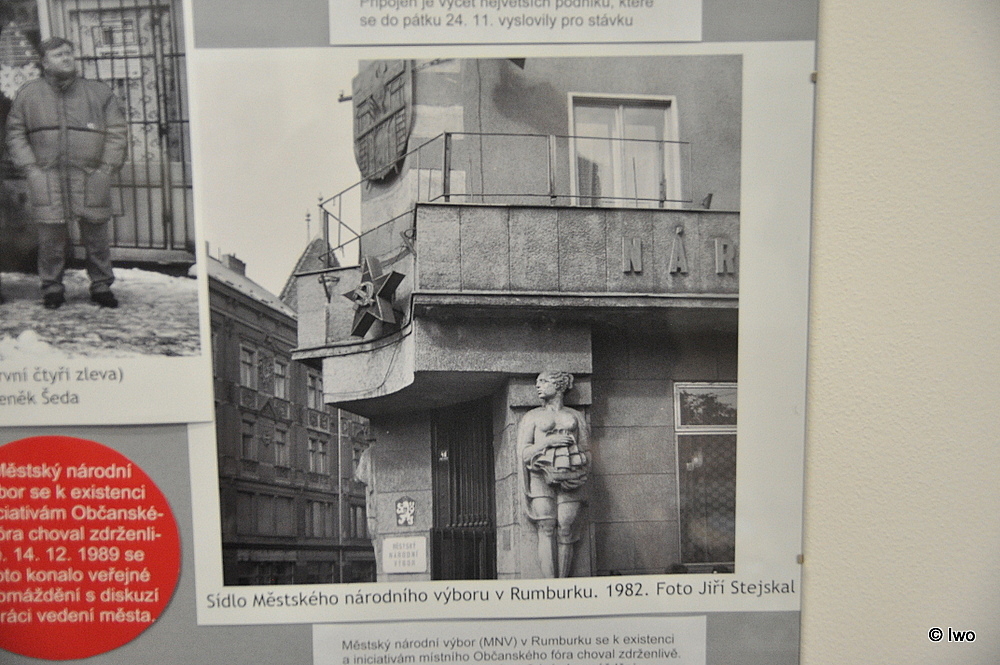 Připojen je výčet největších podniků, které
se do pátku 24. 11. vyslovily pro stávku
NÁR
MĚSTSKÝ
NÁRODNÍ
VÝBOR
rvní čtyři zleva)
eněk Šeda
Sídlo Městského národního výboru v Rumburku. 1982. Foto Jiří Stejskal
Městský národní
bor se k existenci
iciativám Občanské-
óra choval zdrženli-
. 14. 12. 1989 se
oto konalo veřejné
omáždění s diskuzí
ráci vedení města.
Městský národní výbor (MNV) v Rumburku se k existenci
a iniciativám místního Občanského fóra choval zdrženlivě.
© Iwo